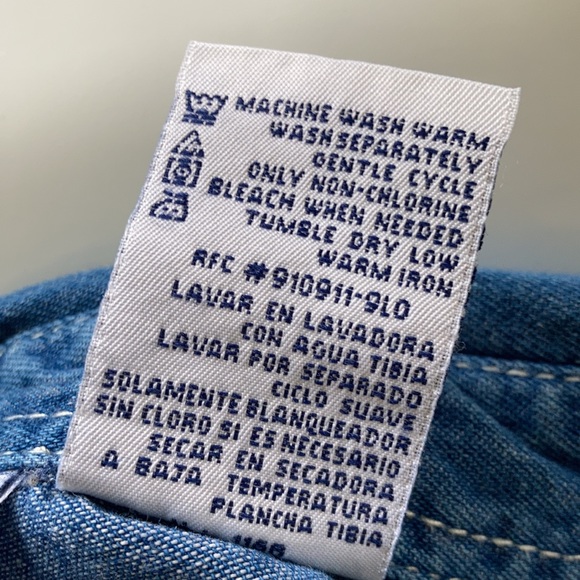 MACHINE WASH WARM
WASH SEPARATELY
GENTLE CYCLE
ONLY NON-CHLORINE
BLEACH WHEN NEEDED
TUMBLE DRY LOW
WARM IRON
RFC #910911-9L0
LAVAR EN LAVADORA
CON AGUA TIBIA
LAVAR POR SEPARADO
CICLO SUAVE
SOLAMENTE BLANQUEADOR
SIN CLORO SI ES NECESARIO
SECAR EN SECADORA
A BAJA TEMPERATURA
PLANCHA TIBIA